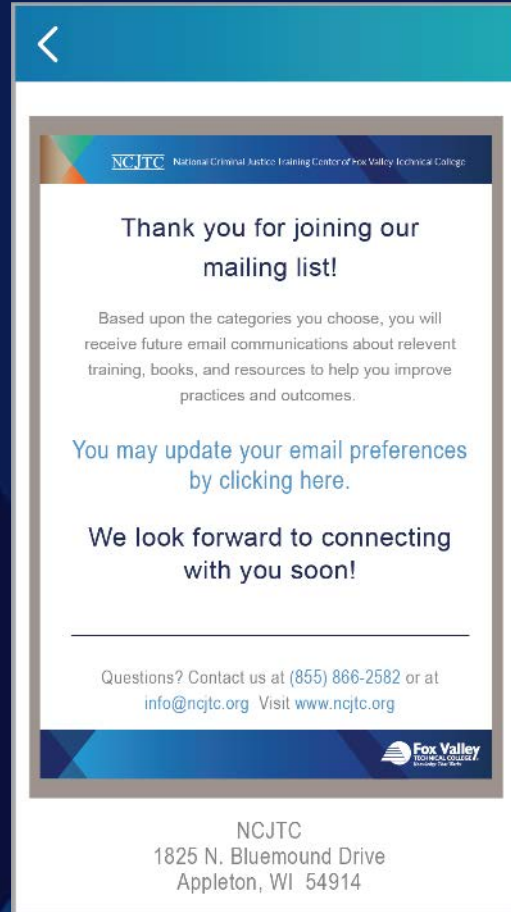 NCJTC National Criminal Justice Training Center of Fox Valley Technical College
Thank you for joining our
mailing list!
Based upon the categories you choose, you will
receive future email communications about relevent
training, books, and resources to help you improve
practices and outcomes.
You may update your email preferences
by clicking here.
We look forward to connecting
with you soon!
Questions? Contact us at (855) 866-2582 or at
info@ncjtc.org Visit www.ncjtc.org
Fox Valley
TECHNICAL COLLEGE
Knowledge That Works
NCJTC
1825 N. Bluemound Drive
Appleton, WI 54914